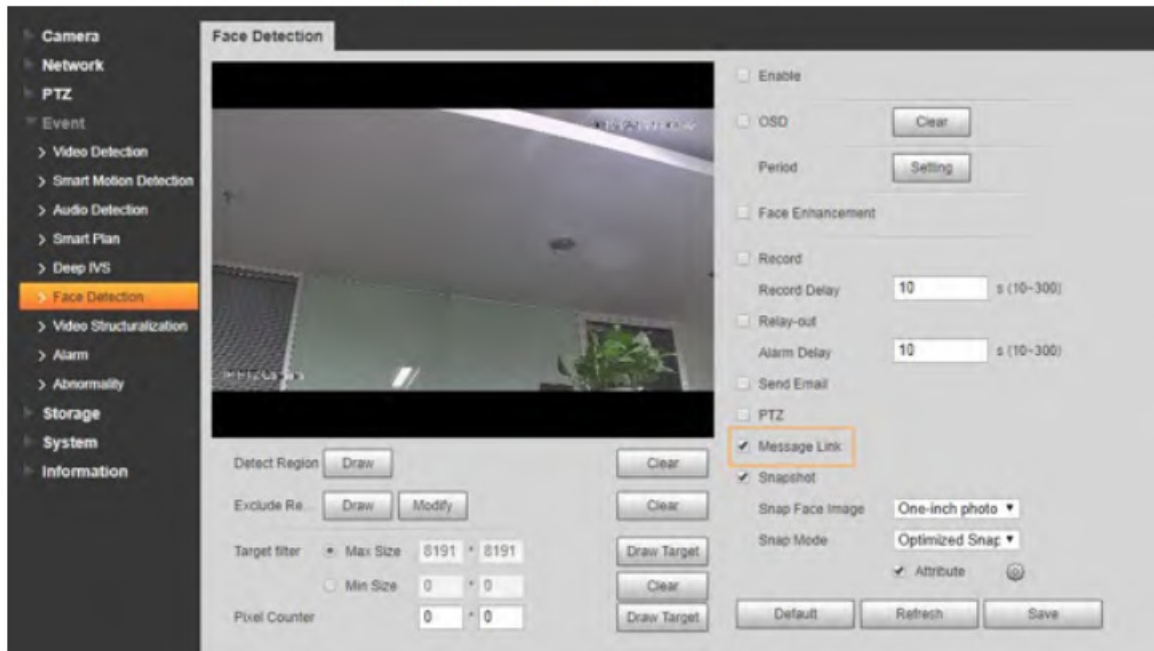 Camera
Network
PTZ
Event
> Video Detection
> Smart Motion Detection
> Audio Detection
> Smart Plan
> Deep IVS
> Face Detection
> Video Structuralization
> Alarm
> Abnormality
Storage
System
Information
Face Detection
Detect Region Draw Clear
Exclude Re... Draw Modify Clear
Target filter Max Size 8191 * 8191 Draw Target
Min Size 0 * 0 Clear
Pixel Counter 0 * 0 Draw Target
Enable
OSD Clear
Period Setting
Face Enhancement
Record
Record Delay 10 s (10~300)
Relay-out
Alarm Delay 10 s (10~300)
Send Email
PTZ
Message Link
Snapshot
Snap Face Image One-inch photo
Snap Mode Optimized Snap
Attribute
Default Refresh Save